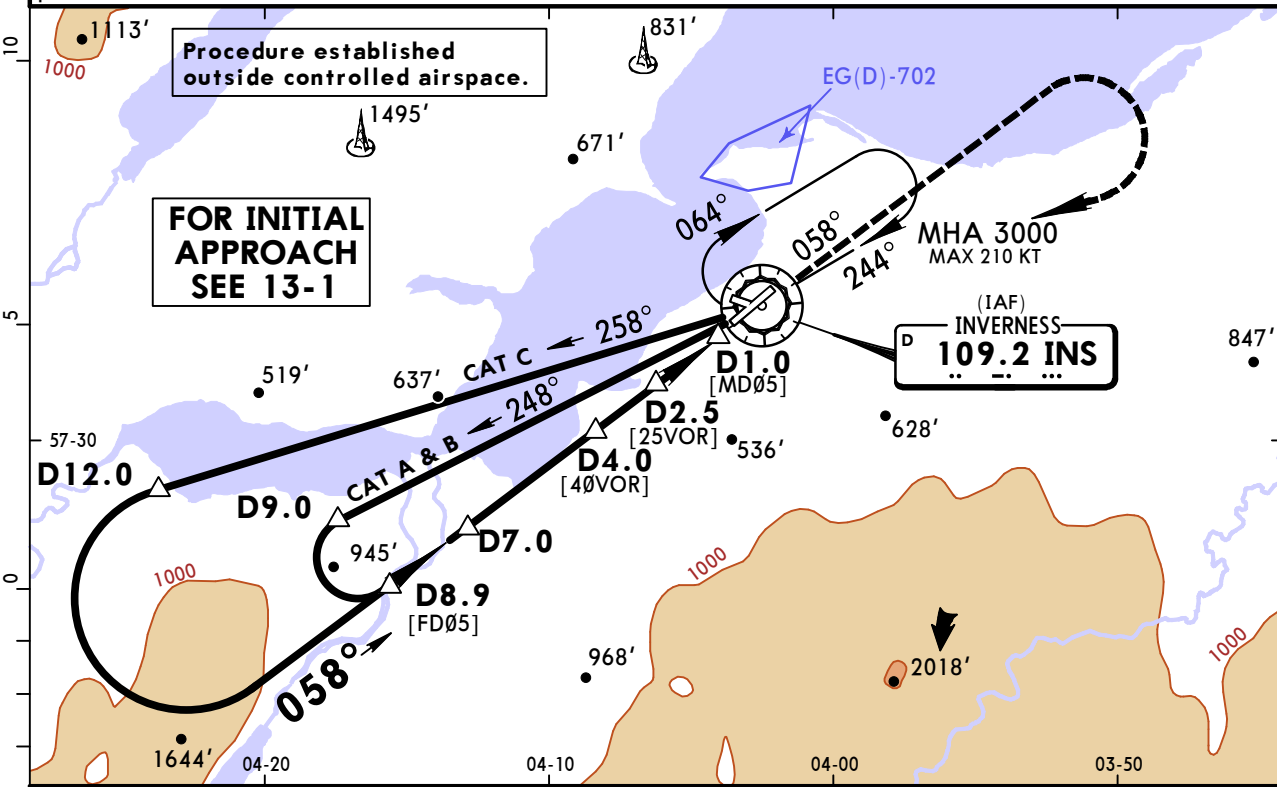 1113'
831'
10
1000
Procedure established
outside controlled airspace.
EG(D)-702
1495'
671'
FOR INITIAL
APPROACH
SEE 13-1
064°
058°
244°
MHA 3000
MAX 210 KT
5
(IAF)
INVERNESS
D
109.2 INS
258°
CAT C
847'
D1.0
[MDØ5]
519'
637'
248°
CAT A & B
D2.5
[25VOR]
628'
536'
57-30
D12.0
D4.0
[4ØVOR]
D9.0
D7.0
945'
0
1000
1000
D8.9
[FDØ5]
058°
968'
2018'
1000
1644'
04-20
04-10
04-00
03-50